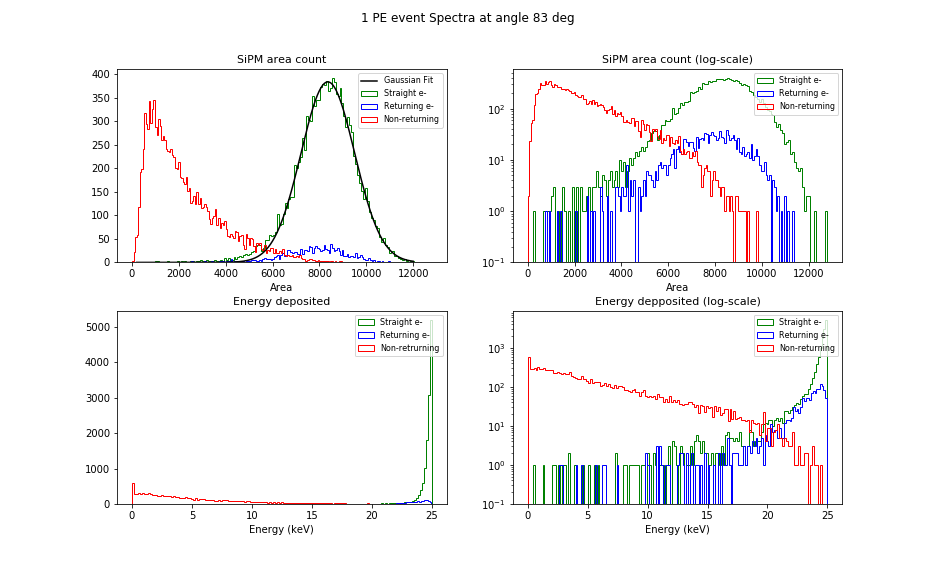 1 PE event Spectra at angle 83 deg
SiPM area count
400
350
300
250
200
150
100
50
0
0 2000 4000 6000 8000 10000 12000
Area
Gaussian Fit
Straight e-
Returning e-
Non-returning
SiPM area count (log-scale)
10²
10¹
10⁰
10⁻¹
0 2000 4000 6000 8000 10000 12000
Area
Straight e-
Returning e-
Non-returning
Energy deposited
5000
4000
3000
2000
1000
0
0 5 10 15 20 25
Energy (keV)
Straight e-
Returning e-
Non-retrurning
Energy depposited (log-scale)
10³
10²
10¹
10⁰
10⁻¹
0 5 10 15 20 25
Energy (keV)
Straight e-
Returning e-
Non-returning